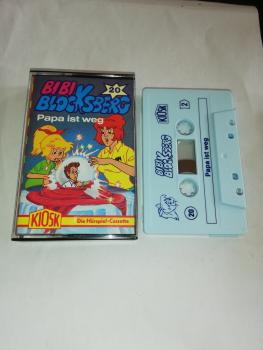 BIBI
BLOCKSBERG
20
Papa ist weg
KIOSK
Die Hörspiel-Cassette
BIBI
BLOCKSBERG
KIOSK
2
Papa ist weg
20